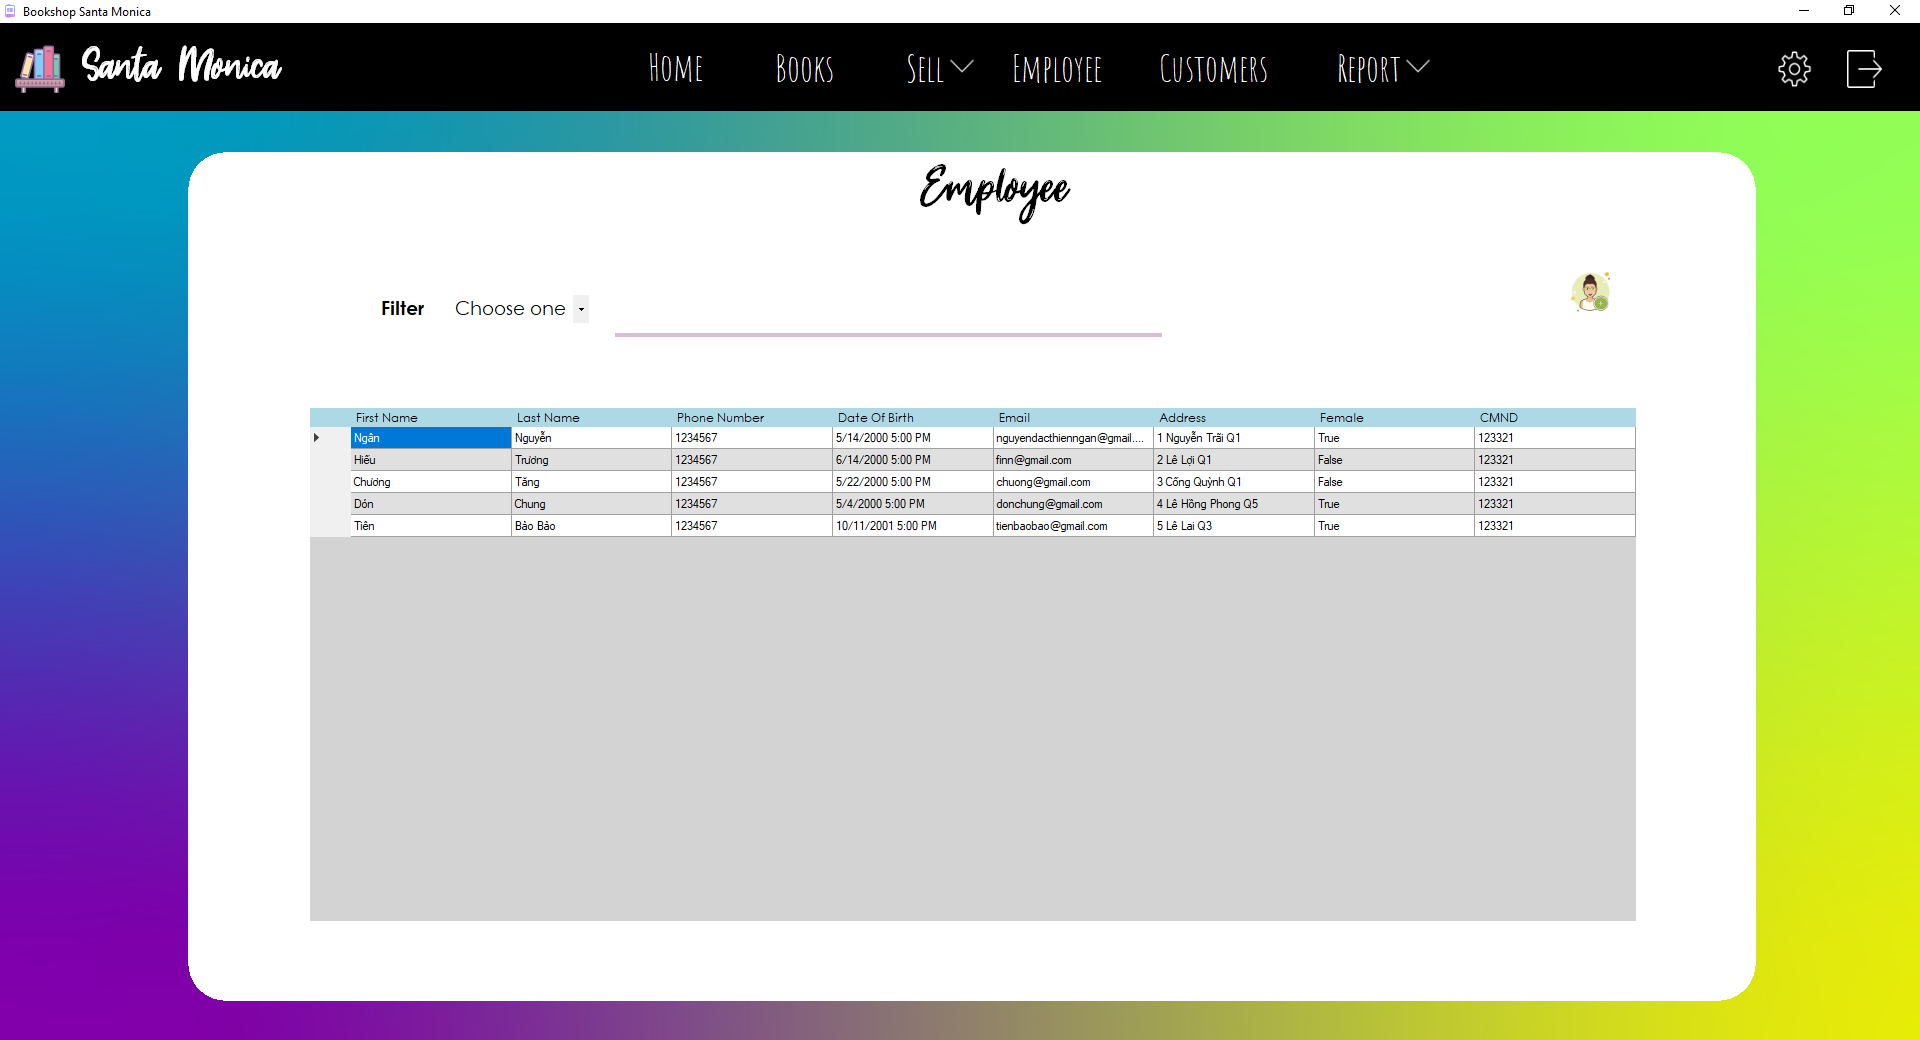 Bookshop Santa Monica
Santa Monica Home Books Sell Employee Customers Report
Employee
Filter Choose one
First Name Last Name Phone Number Date Of Birth Email Address Female CMND
Ngân Nguyễn 1234567 5/14/2000 5:00 PM nguyendacthienngan@gmail.... 1 Nguyễn Trãi Q1 True 123321
Hiếu Trương 1234567 6/14/2000 5:00 PM finn@gmail.com 2 Lê Lợi Q1 False 123321
Chương Tăng 1234567 5/22/2000 5:00 PM chuong@gmail.com 3 Cống Quỳnh Q1 False 123321
Dón Chung 1234567 5/4/2000 5:00 PM donchung@gmail.com 4 Lê Hồng Phong Q5 True 123321
Tiên Bảo Bảo 1234567 10/11/2001 5:00 PM tienbaobao@gmail.com 5 Lê Lai Q3 True 123321